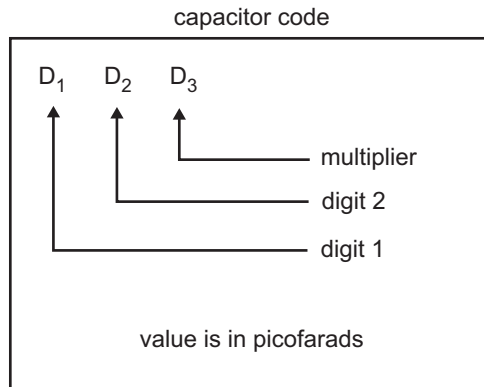 capacitor code
D₁ D₂ D₃
multiplier
digit 2
digit 1
value is in picofarads